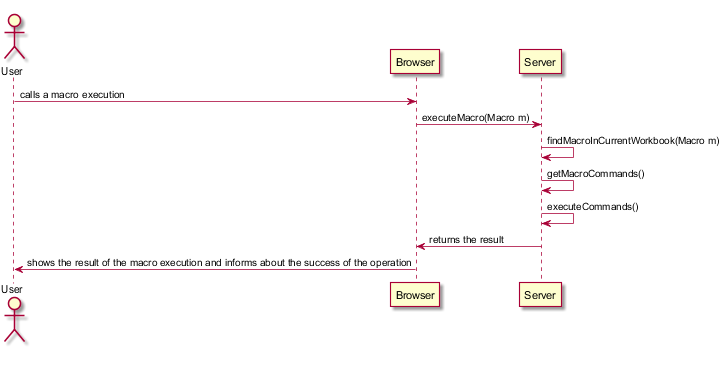 User
Browser
Server
calls a macro execution
executeMacro(Macro m)
findMacroInCurrentWorkbook(Macro m)
getMacroCommands()
executeCommands()
returns the result
shows the result of the macro execution and informs about the success of the operation
User
Browser
Server